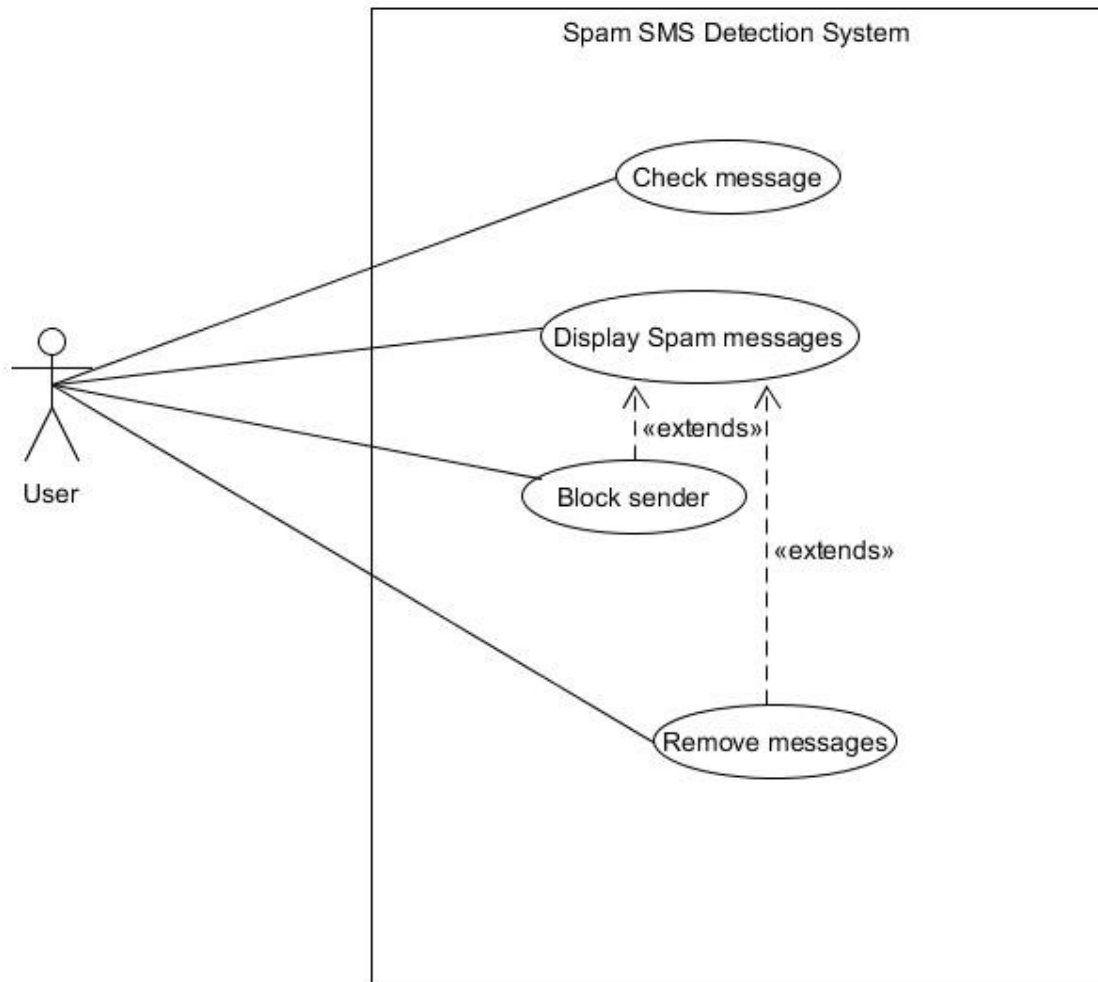 Spam SMS Detection System
Check message
Display Spam messages
«extends»
Block sender
User
«extends»
Remove messages